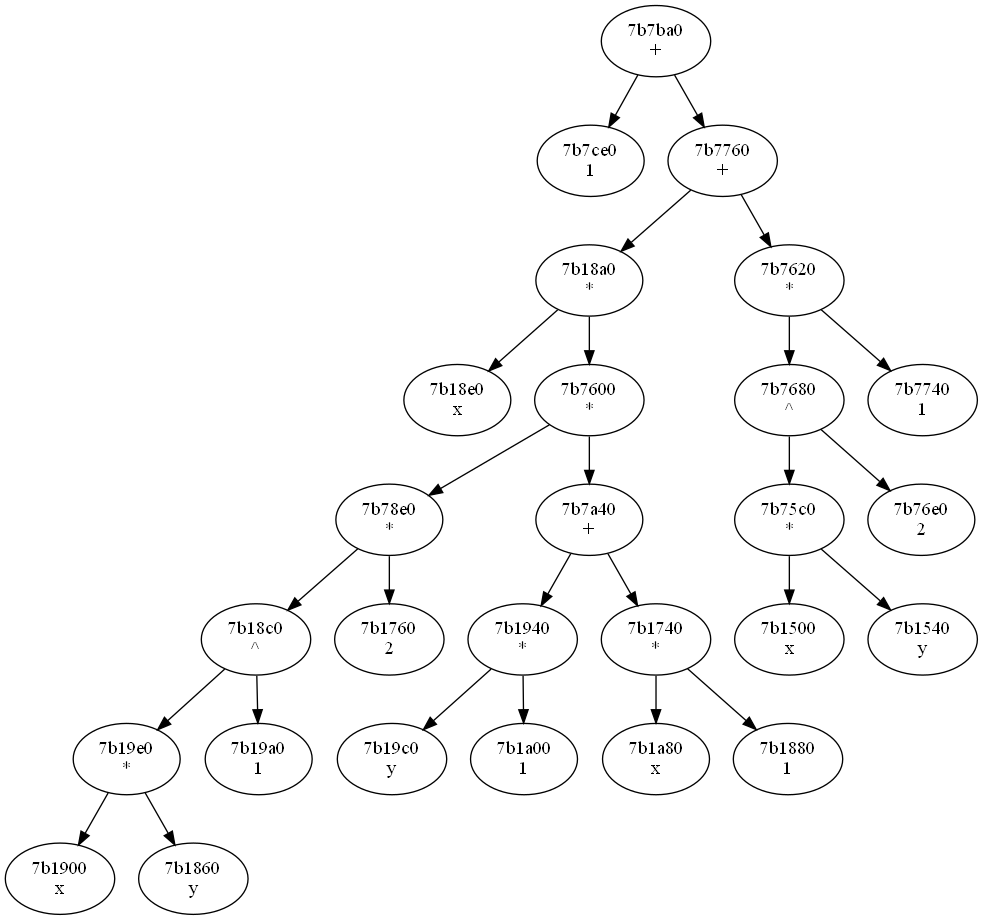 7b7ba0
+
7b7ce0
1
7b7760
+
7b18a0
*
7b7620
*
7b18e0
x
7b7600
*
7b7680
^
7b7740
1
7b78e0
*
7b7a40
+
7b75c0
*
7b76e0
2
7b18c0
^
7b1760
2
7b1940
*
7b1740
*
7b1500
x
7b1540
y
7b19e0
*
7b19a0
1
7b19c0
y
7b1a00
1
7b1a80
x
7b1880
1
7b1900
x
7b1860
y